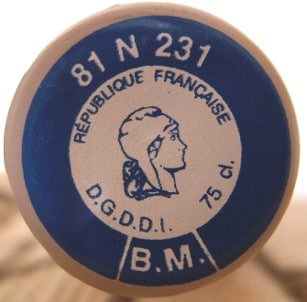 81 N 231
RÉPUBLIQUE FRANÇAISE
75 cl.
D.G.D.D.I.
B.M.